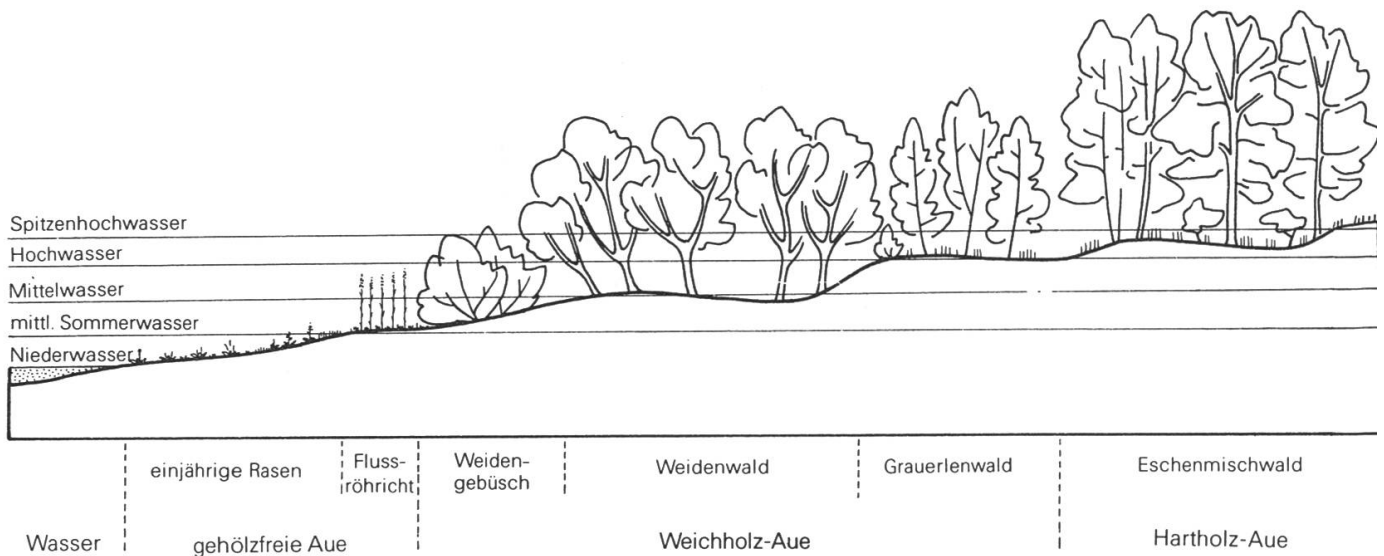 Spitzenhochwasser
Hochwasser
Mittelwasser
mittl. Sommerwasser
Niederwasser
einjährige Rasen
Fluss-
röhricht
Weiden-
gebüsch
Weidenwald
Grauerlenwald
Eschenmischwald
Wasser
gehölzfreie Aue
Weichholz-Aue
Hartholz-Aue